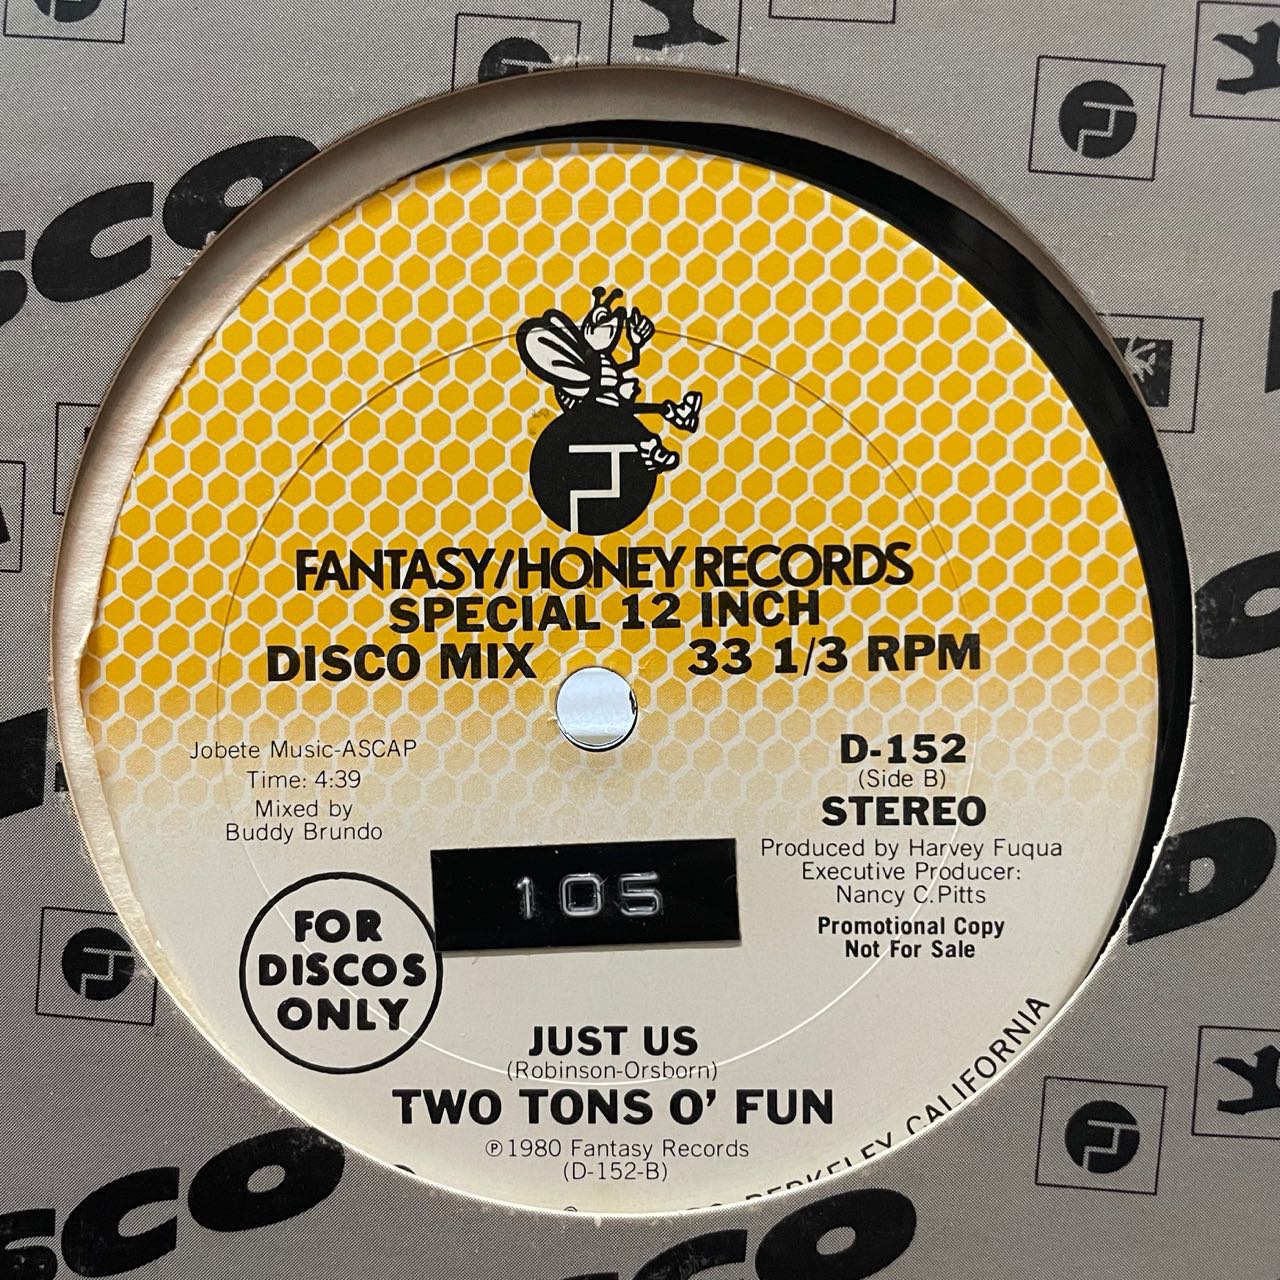 FANTASY/HONEY RECORDS
SPECIAL 12 INCH
DISCO MIX 33 1/3 RPM
Jobete Music-ASCAP
Time: 4:39
Mixed by
Buddy Brundo
D-152
(Side B)
STEREO
Produced by Harvey Fuqua
Executive Producer:
Nancy C. Pitts
Promotional Copy
Not For Sale
105
FOR
DISCOS
ONLY
JUST US
(Robinson-Orsborn)
TWO TONS O' FUN
℗ 1980 Fantasy Records
(D-152-B)
BERKELEY, CALIFORNIA